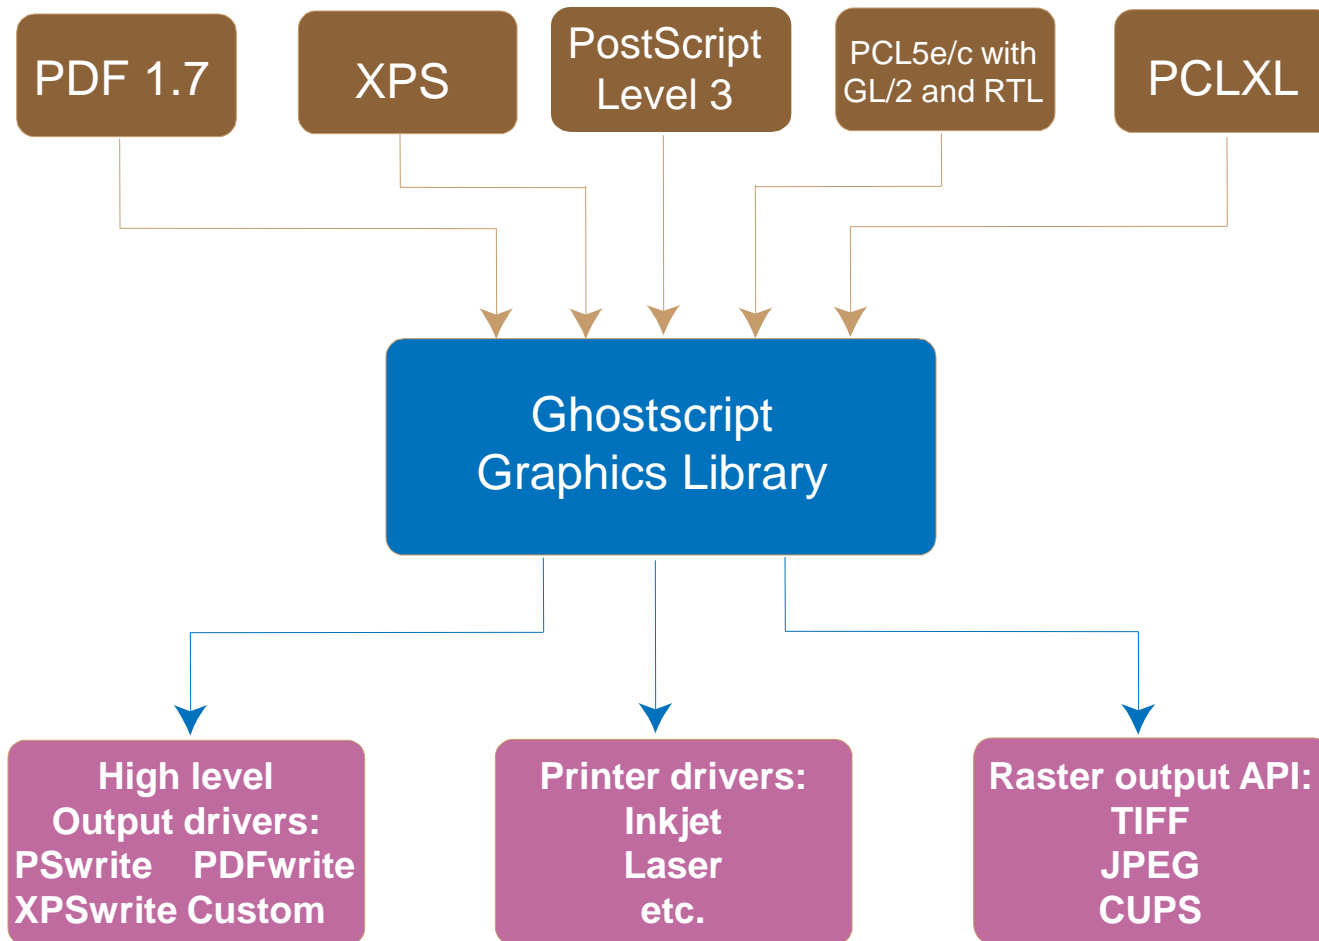 PDF 1.7
XPS
PostScript
Level 3
PCL5e/c with
GL/2 and RTL
PCLXL
Ghostscript
Graphics Library
High level
Output drivers:
PSwrite PDFwrite
XPSwrite Custom
Printer drivers:
Inkjet
Laser
etc.
Raster output API:
TIFF
JPEG
CUPS